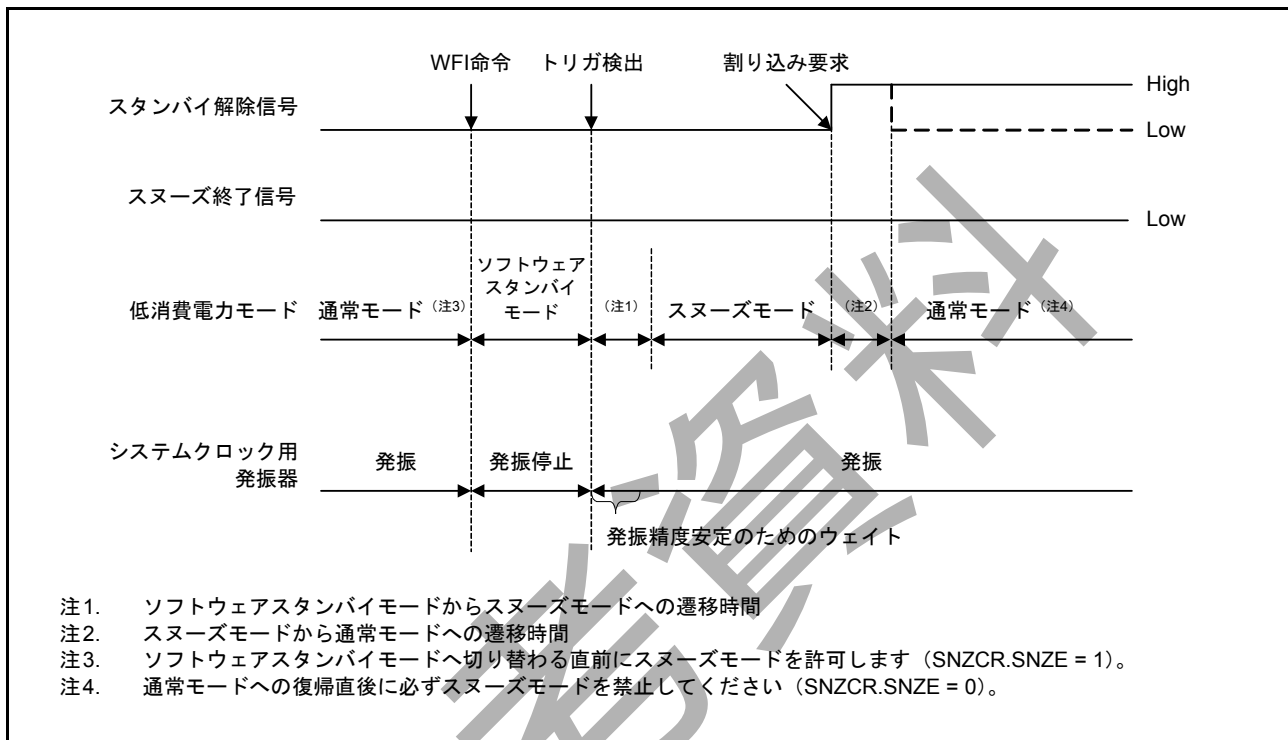 WFI命令 トリガ検出 割り込み要求
スタンバイ解除信号
High
Low
スヌーズ終了信号
Low
低消費電力モード 通常モード(注3) ソフトウェア
スタンバイ
モード (注1) スヌーズモード (注2) 通常モード(注4)
システムクロック用
発振器
発振 発振停止 発振
発振精度安定のためのウェイト
注1. ソフトウェアスタンバイモードからスヌーズモードへの遷移時間
注2. スヌーズモードから通常モードへの遷移時間
注3. ソフトウェアスタンバイモードへ切り替わる直前にスヌーズモードを許可します(SNZCR.SNZE = 1)。
注4. 通常モードへの復帰直後に必ずスヌーズモードを禁止してください(SNZCR.SNZE = 0)。
考資料